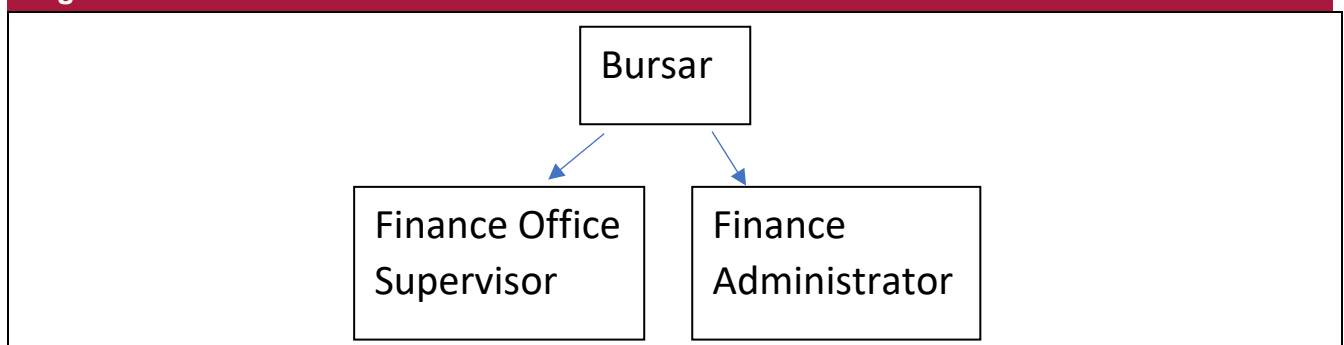 Bursar
Finance Office
Supervisor
Finance
Administrator